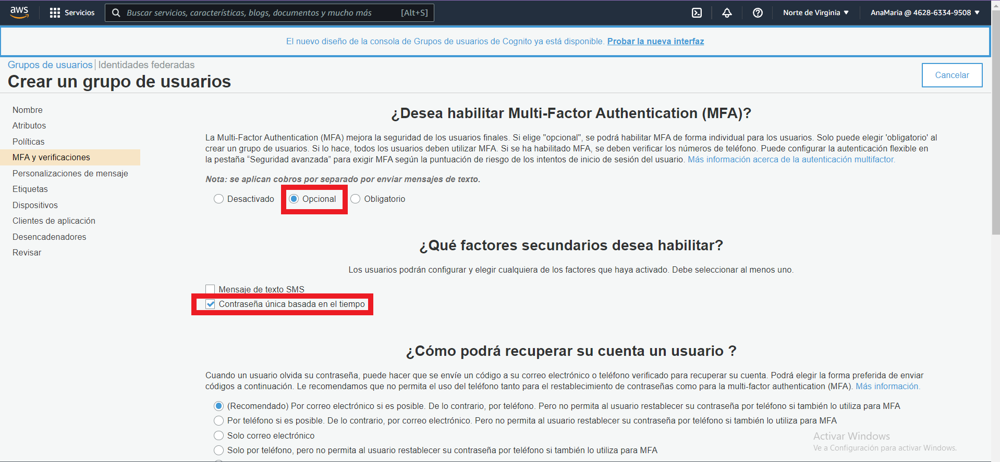 aws
Servicios
Buscar servicios, características, blogs, documentos y mucho más
[Alt+S]
Norte de Virginia
AnaMaria @ 4628-6334-9508
El nuevo diseño de la consola de Grupos de usuarios de Cognito ya está disponible. Probar la nueva interfaz
Grupos de usuarios | Identidades federadas
Crear un grupo de usuarios
Cancelar
Nombre
Atributos
Políticas
MFA y verificaciones
Personalizaciones de mensaje
Etiquetas
Dispositivos
Clientes de aplicación
Desencadenadores
Revisar
¿Desea habilitar Multi-Factor Authentication (MFA)?
La Multi-Factor Authentication (MFA) mejora la seguridad de los usuarios finales. Si elige "opcional", se podrá habilitar MFA de forma individual para los usuarios. Solo puede elegir 'obligatorio' al
crear un grupo de usuarios. Si lo hace, todos los usuarios deben utilizar MFA. Si se ha habilitado MFA, se deben verificar los números de teléfono. Puede configurar la autenticación flexible en
la pestaña “Seguridad avanzada” para exigir MFA según la puntuación de riesgo de los intentos de inicio de sesión del usuario. Más información acerca de la autenticación multifactor.
Nota: se aplican cobros por separado por enviar mensajes de texto.
Desactivado
Opcional
Obligatorio
¿Qué factores secundarios desea habilitar?
Los usuarios podrán configurar y elegir cualquiera de los factores que haya activado. Debe seleccionar al menos uno.
Mensaje de texto SMS
Contraseña única basada en el tiempo
¿Cómo podrá recuperar su cuenta un usuario ?
Cuando un usuario olvida su contraseña, puede hacer que se envíe un código a su correo electrónico o teléfono verificado para recuperar su cuenta. Podrá elegir la forma preferida de enviar
códigos a continuación. Le recomendamos que no permita el uso del teléfono tanto para el restablecimiento de contraseñas como para la multi-factor authentication (MFA). Más información.
(Recomendado) Por correo electrónico si es posible. De lo contrario, por teléfono. Pero no permita al usuario restablecer su contraseña por teléfono si también lo utiliza para MFA
Por teléfono si es posible. De lo contrario, por correo electrónico. Pero no permita al usuario restablecer su contraseña por teléfono si también lo utiliza para MFA
Solo correo electrónico
Solo por teléfono, pero no permita al usuario restablecer su contraseña por teléfono si también lo utiliza para MFA
Activar Windows
Ve a Configuración para activar Windows.